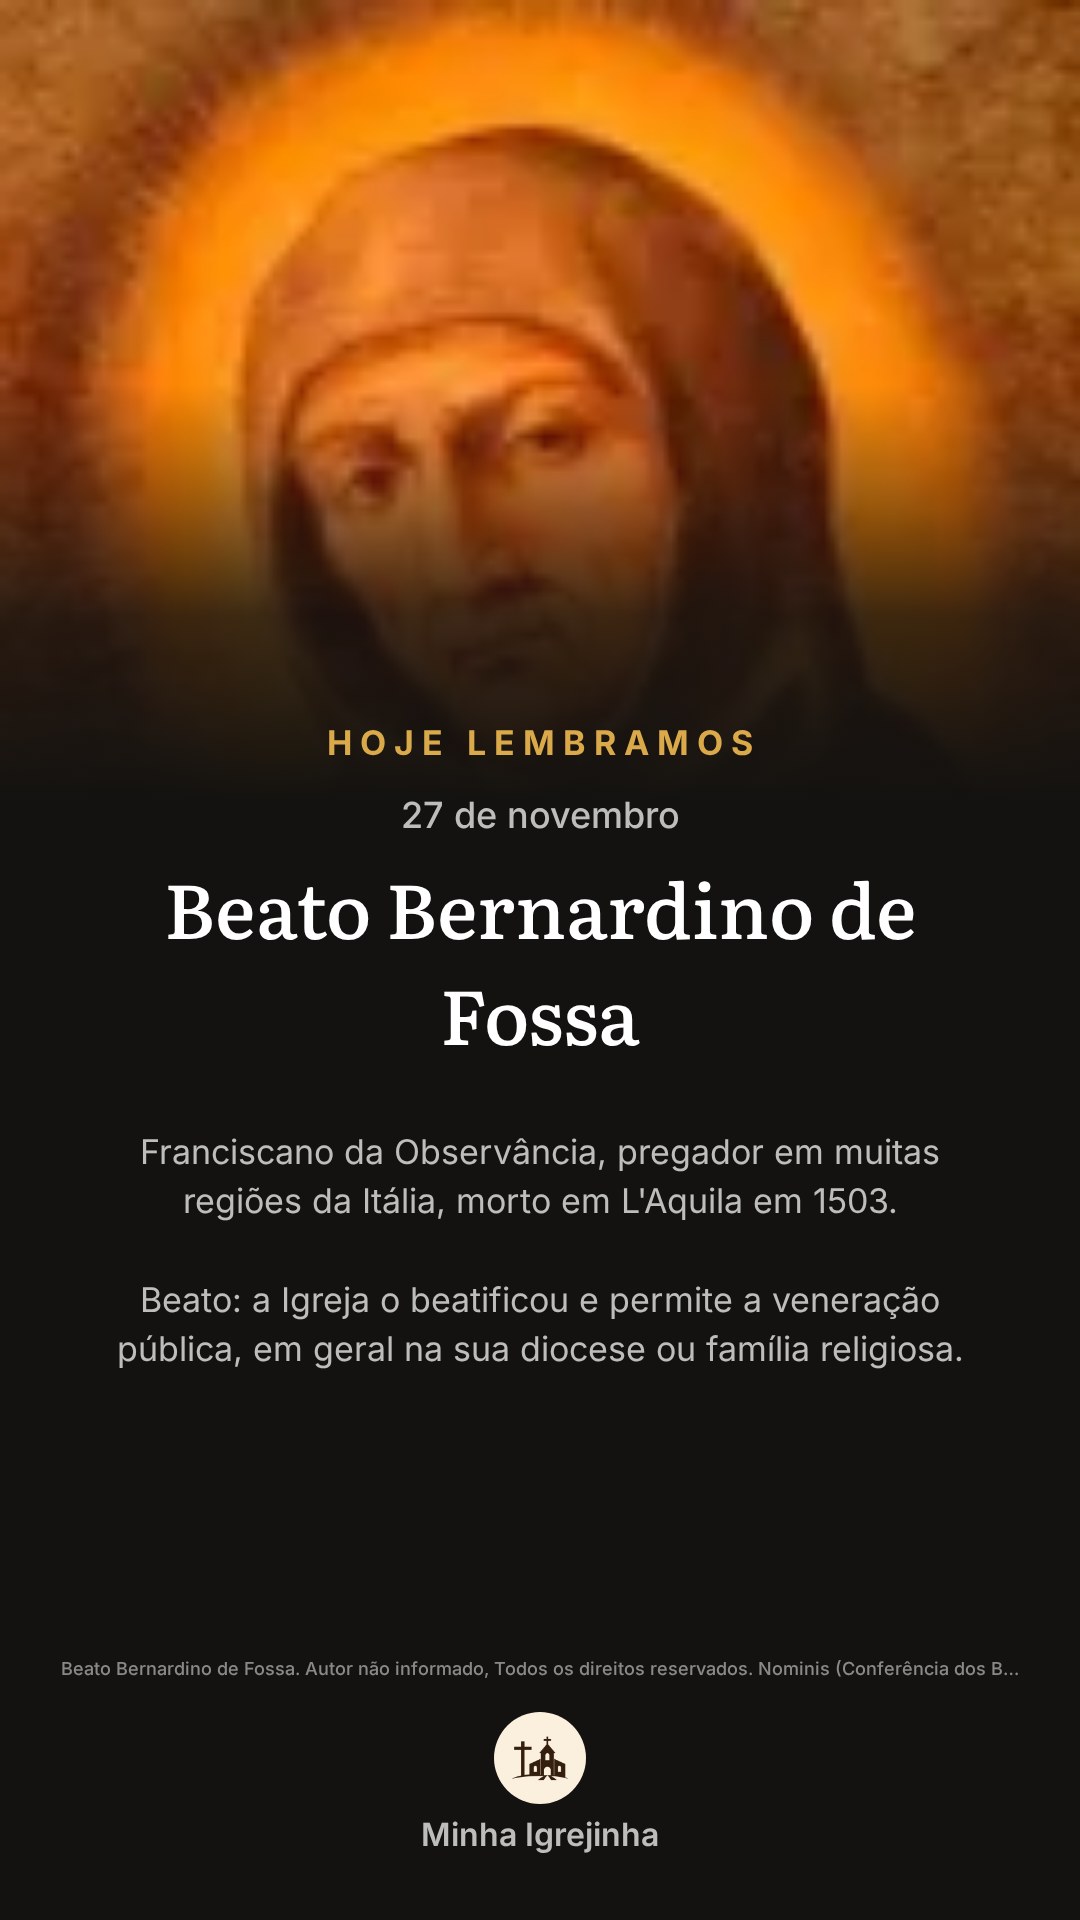 HOJE LEMBRAMOS
27 de novembro
Beato Bernardino de
Fossa
Franciscano da Observância, pregador em muitas
regiões da Itália, morto em L'Aquila em 1503.
Beato: a Igreja o beatificou e permite a veneração
pública, em geral na sua diocese ou família religiosa.
Beato Bernardino de Fossa. Autor não informado, Todos os direitos reservados. Nominis (Conferência dos B...
Minha Igrejinha